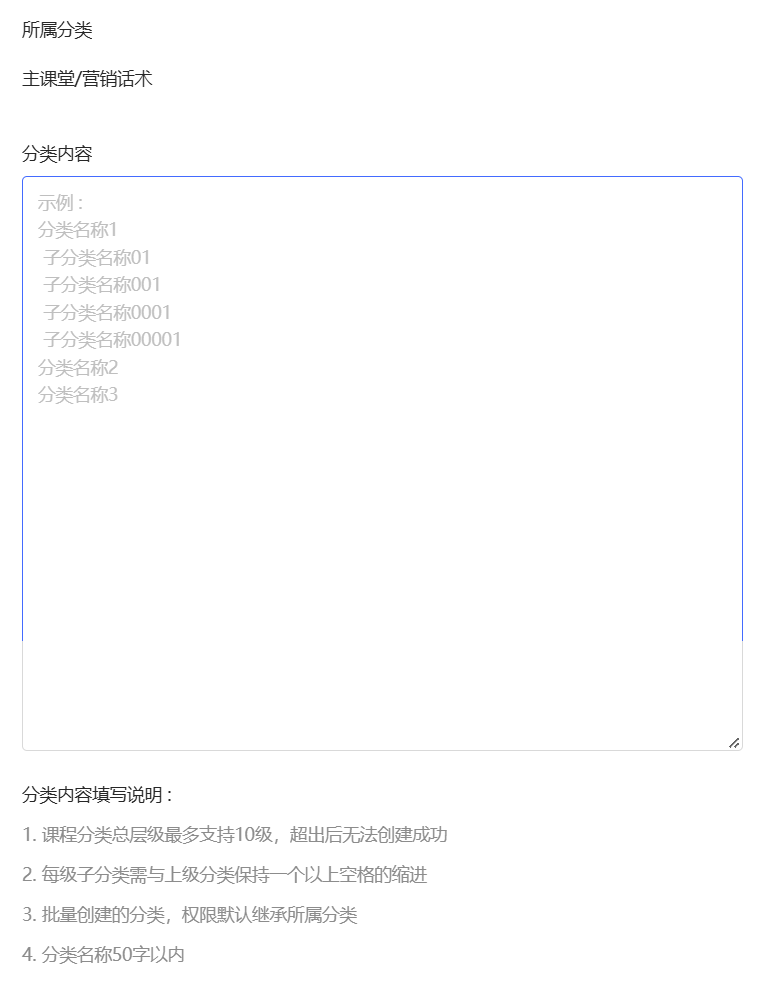 所属分类
主课堂/营销话术
分类内容
示例：
分类名称1
子分类名称01
子分类名称001
子分类名称0001
子分类名称00001
分类名称2
分类名称3
分类内容填写说明：
1. 课程分类总层级最多支持10级，超出后无法创建成功
2. 每级子分类需与上级分类保持一个以上空格的缩进
3. 批量创建的分类，权限默认继承所属分类
4. 分类名称50字以内